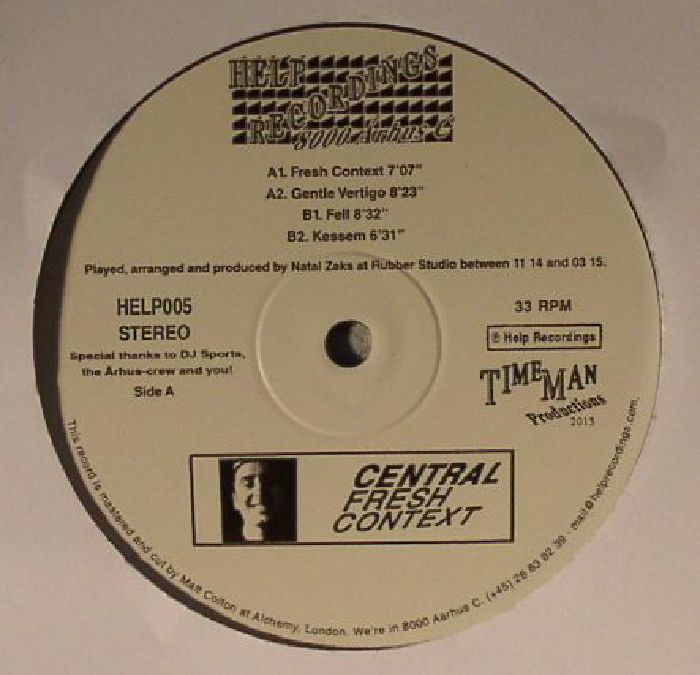 HELP
RECORDINGS
8000 Århus C
A1. Fresh Context 7'07"
A2. Gentle Vertigo 8'23"
B1. Fell 8'32"
B2. Kessem 6'31"
Played, arranged and produced by Natal Zaks at Rubber Studio between 11 14 and 03 15.
HELP005
STEREO
Special thanks to DJ Sports,
the Århus-crew and you!
Side A
33 RPM
℗ Help Recordings
TIMEMAN
Productions
2015
CENTRAL
FRESH
CONTEXT
This record is mastered and cut by Matt Colton at Alchemy, London. We're in 8000 Aarhus C. (+45) 26 83 82 39 - mail@helprecordings.com